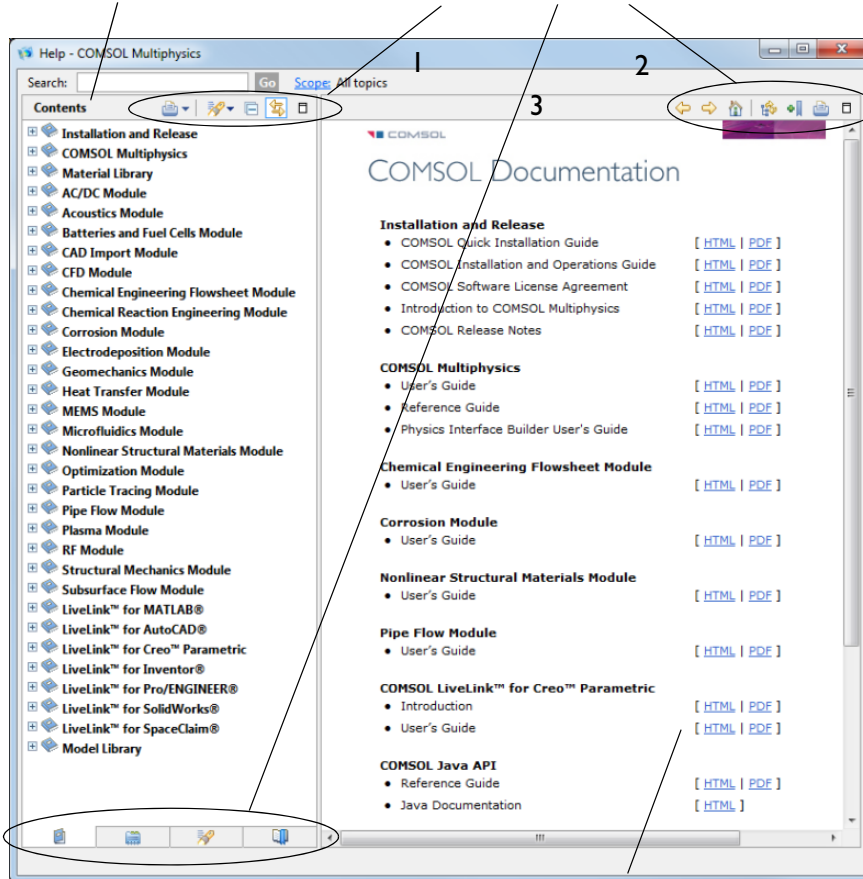 Help - COMSOL Multiphysics
Search: Go Scope: All topics
1
2
3
Contents
Installation and Release
COMSOL Multiphysics
Material Library
AC/DC Module
Acoustics Module
Batteries and Fuel Cells Module
CAD Import Module
CFD Module
Chemical Engineering Flowsheet Module
Chemical Reaction Engineering Module
Corrosion Module
Electrodeposition Module
Geomechanics Module
Heat Transfer Module
MEMS Module
Microfluidics Module
Nonlinear Structural Materials Module
Optimization Module
Particle Tracing Module
Pipe Flow Module
Plasma Module
RF Module
Structural Mechanics Module
Subsurface Flow Module
LiveLink™ for MATLAB®
LiveLink™ for AutoCAD®
LiveLink™ for Creo™ Parametric
LiveLink™ for Inventor®
LiveLink™ for Pro/ENGINEER®
LiveLink™ for SolidWorks®
LiveLink™ for SpaceClaim®
Model Library
COMSOL
COMSOL Documentation
Installation and Release
• COMSOL Quick Installation Guide [ HTML | PDF ]
• COMSOL Installation and Operations Guide [ HTML | PDF ]
• COMSOL Software License Agreement [ HTML | PDF ]
• Introduction to COMSOL Multiphysics [ HTML | PDF ]
• COMSOL Release Notes [ HTML | PDF ]
COMSOL Multiphysics
• User's Guide [ HTML | PDF ]
• Reference Guide [ HTML | PDF ]
• Physics Interface Builder User's Guide [ HTML | PDF ]
Chemical Engineering Flowsheet Module
• User's Guide [ HTML | PDF ]
Corrosion Module
• User's Guide [ HTML | PDF ]
Nonlinear Structural Materials Module
• User's Guide [ HTML | PDF ]
Pipe Flow Module
• User's Guide [ HTML | PDF ]
COMSOL LiveLink™ for Creo™ Parametric
• Introduction [ HTML | PDF ]
• User's Guide [ HTML | PDF ]
COMSOL Java API
• Reference Guide [ HTML | PDF ]
• Java Documentation [ HTML ]